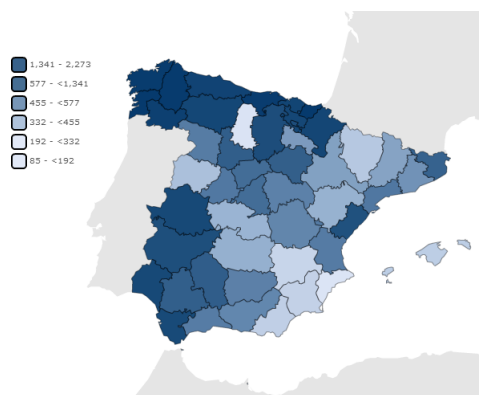 1,341 - 2,273
577 - <1,341
455 - <577
332 - <455
192 - <332
85 - <192